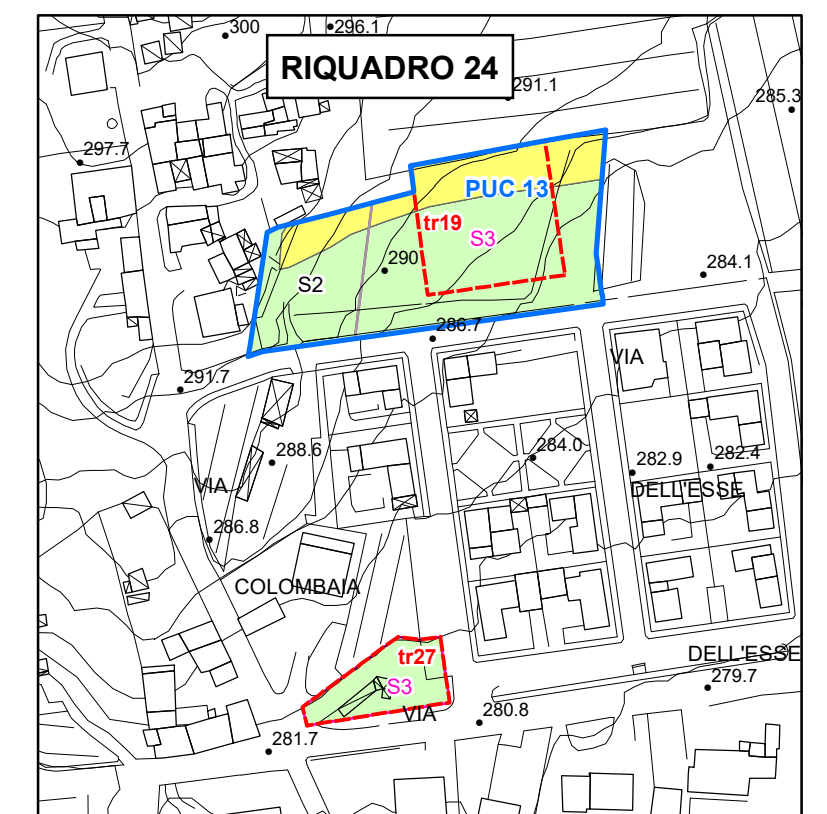 300
296.1
RIQUADRO 24
291.1
285.3
297.7
PUC 13
tr19
S3
290
284.1
S2
286.7
VIA
291.7
284.0
288.6
282.9
282.4
VIA
DELL'ESSE
286.8
COLOMBAIA
DELL'ESSE
tr27
279.7
S3
VIA
280.8
281.7